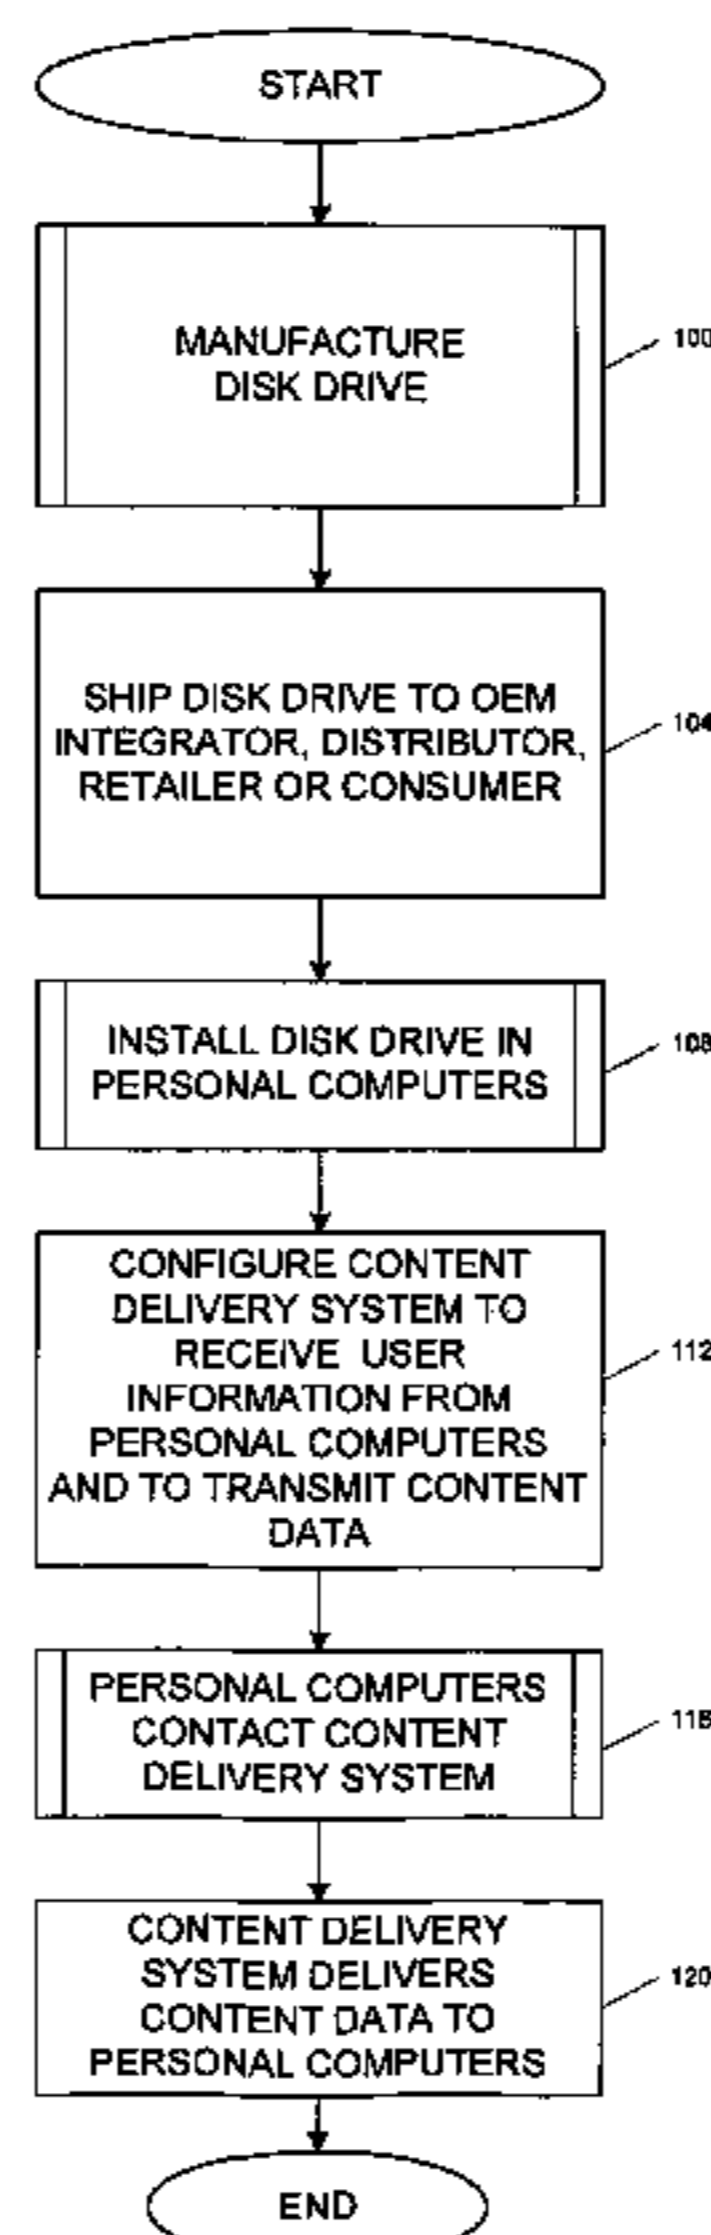 START
MANUFACTURE
DISK DRIVE
100
SHIP DISK DRIVE TO OEM
INTEGRATOR, DISTRIBUTOR,
RETAILER OR CONSUMER
104
INSTALL DISK DRIVE IN
PERSONAL COMPUTERS
108
CONFIGURE CONTENT
DELIVERY SYSTEM TO
RECEIVE USER
INFORMATION FROM
PERSONAL COMPUTERS
AND TO TRANSMIT CONTENT
DATA
112
PERSONAL COMPUTERS
CONTACT CONTENT
DELIVERY SYSTEM
CONTENT DELIVERY
SYSTEM DELIVERS
CONTENT DATA TO
PERSONAL COMPUTERS
120
END